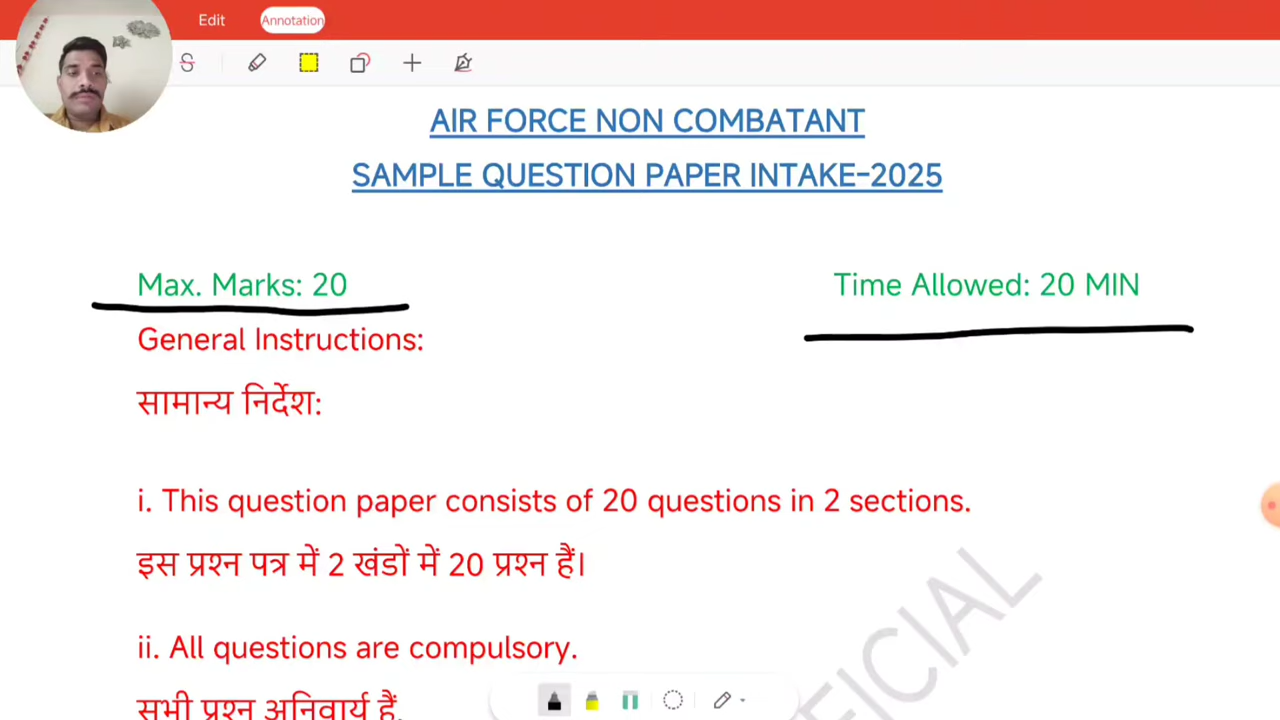 Edit Annotation
AIR FORCE NON COMBATANT
SAMPLE QUESTION PAPER INTAKE-2025
Max. Marks: 20 Time Allowed: 20 MIN
General Instructions:
सामान्य निर्देश:
i. This question paper consists of 20 questions in 2 sections.
इस प्रश्न पत्र में 2 खंडों में 20 प्रश्न हैं।
ii. All questions are compulsory.
सभी प्रश्न अनिवार्य हैं.